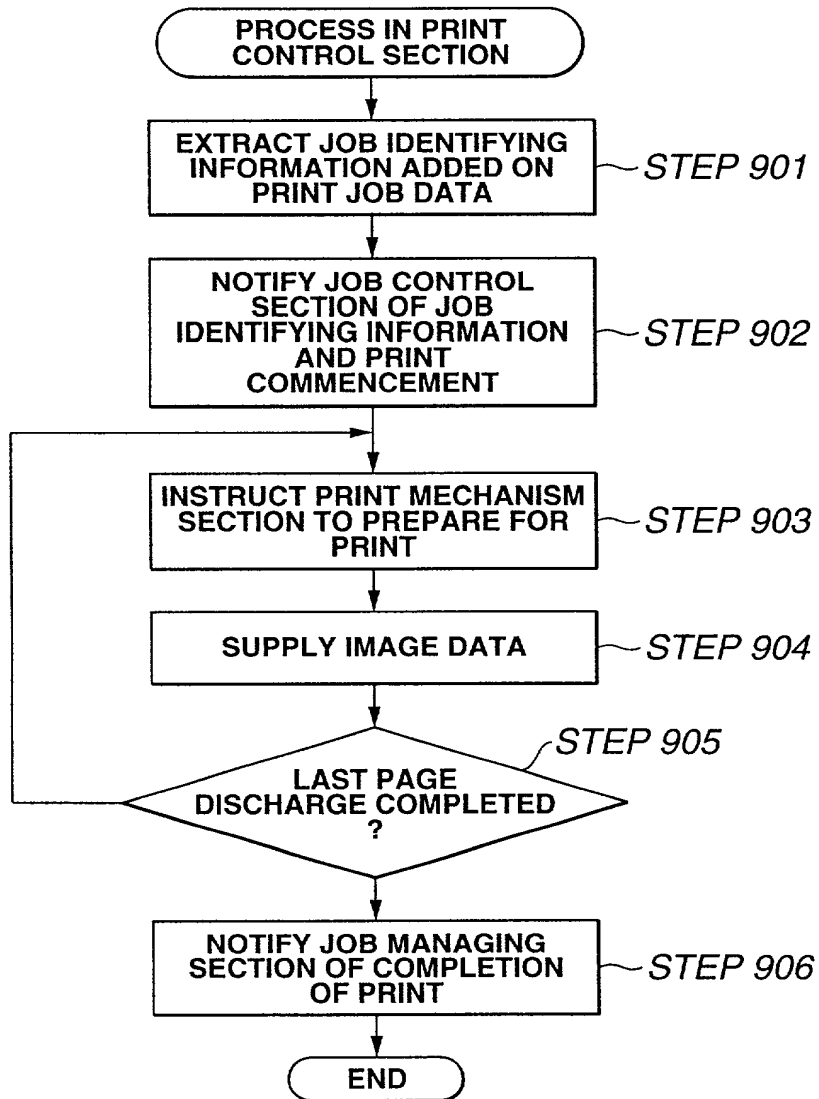 PROCESS IN PRINT
CONTROL SECTION
EXTRACT JOB IDENTIFYING
INFORMATION ADDED ON
PRINT JOB DATA
STEP 901
NOTIFY JOB CONTROL
SECTION OF JOB
IDENTIFYING INFORMATION
AND PRINT
COMMENCEMENT
STEP 902
INSTRUCT PRINT MECHANISM
SECTION TO PREPARE FOR
PRINT
STEP 903
SUPPLY IMAGE DATA
STEP 904
STEP 905
LAST PAGE
DISCHARGE COMPLETED
?
NOTIFY JOB MANAGING
SECTION OF COMPLETION
OF PRINT
STEP 906
END